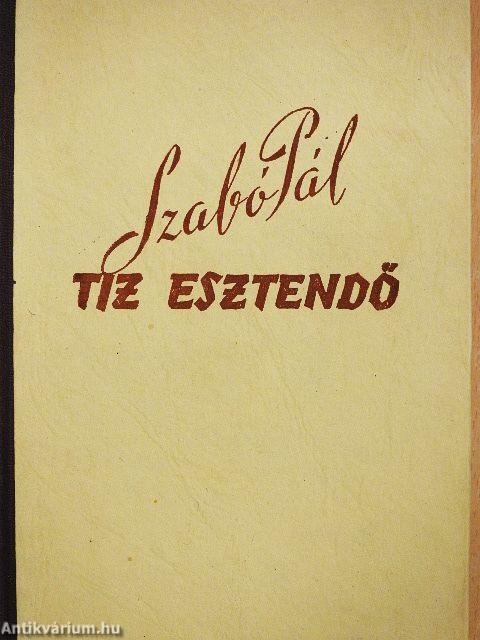 Szabó Pál
TIZ ESZTENDŐ
Antikvárium.hu